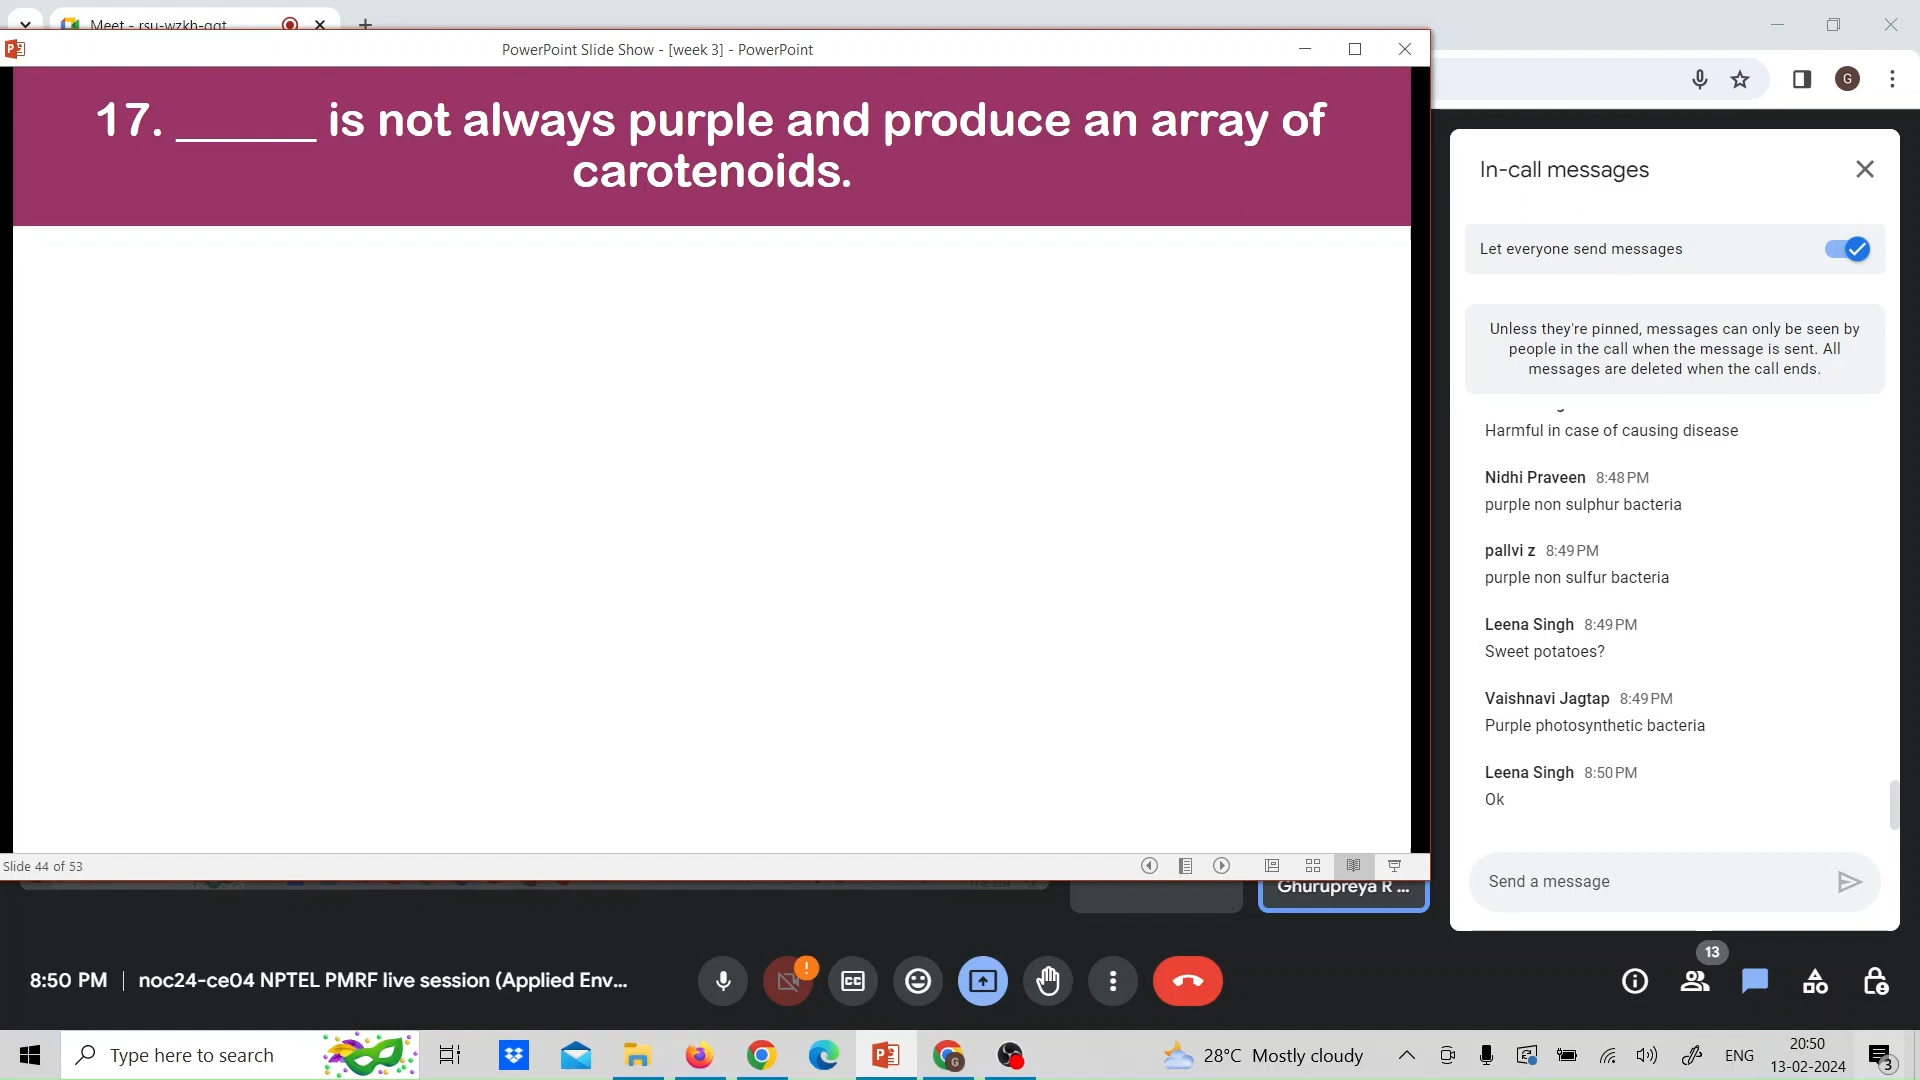 Meet - rsu-wzkh-
PowerPoint Slide Show - [week 3] - PowerPoint
17. ______ is not always purple and produce an array of
carotenoids.
Slide 44 of 53
G
In-call messages
Let everyone send messages
Unless they're pinned, messages can only be seen by
people in the call when the message is sent. All
messages are deleted when the call ends.
Harmful in case of causing disease
Nidhi Praveen 8:48 PM
purple non sulphur bacteria
pallvi z 8:49 PM
purple non sulfur bacteria
Leena Singh 8:49 PM
Sweet potatoes?
Vaishnavi Jagtap 8:49 PM
Purple photosynthetic bacteria
Leena Singh 8:50 PM
Ok
Send a message
Ghurupreya R ...
8:50 PM | noc24-ce04 NPTEL PMRF live session (Applied Env...
CC
13
Type here to search
28°C Mostly cloudy
ENG
20:50
13-02-2024
3